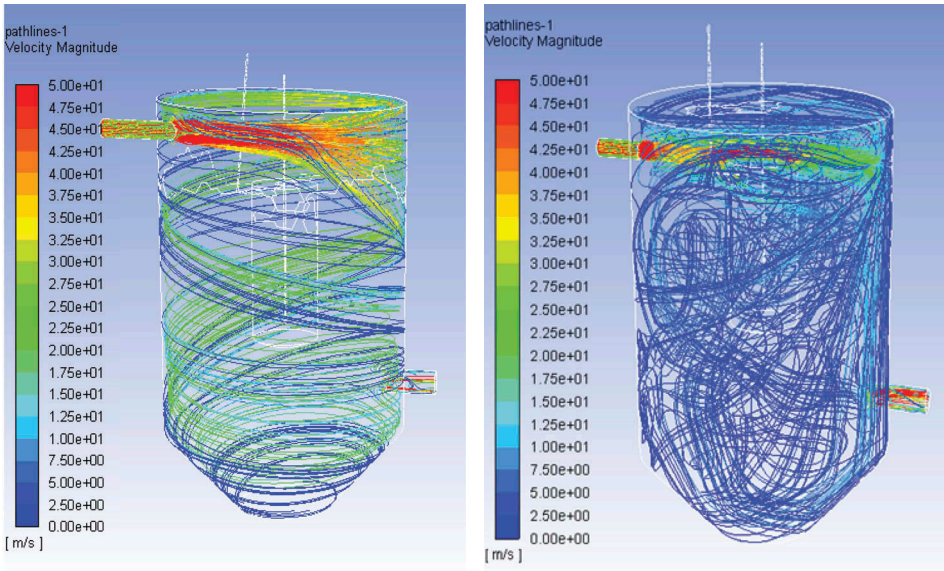 pathlines-1
Velocity Magnitude
5.00e+01
4.75e+01
4.50e+01
4.25e+01
4.00e+01
3.75e+01
3.50e+01
3.25e+01
3.00e+01
2.75e+01
2.50e+01
2.25e+01
2.00e+01
1.75e+01
1.50e+01
1.25e+01
1.00e+01
7.50e+00
5.00e+00
2.50e+00
0.00e+00
[ m/s ]
pathlines-1
Velocity Magnitude
5.00e+01
4.75e+01
4.50e+01
4.25e+01
4.00e+01
3.75e+01
3.50e+01
3.25e+01
3.00e+01
2.75e+01
2.50e+01
2.25e+01
2.00e+01
1.75e+01
1.50e+01
1.25e+01
1.00e+01
7.50e+00
5.00e+00
2.50e+00
0.00e+00
[ m/s ]